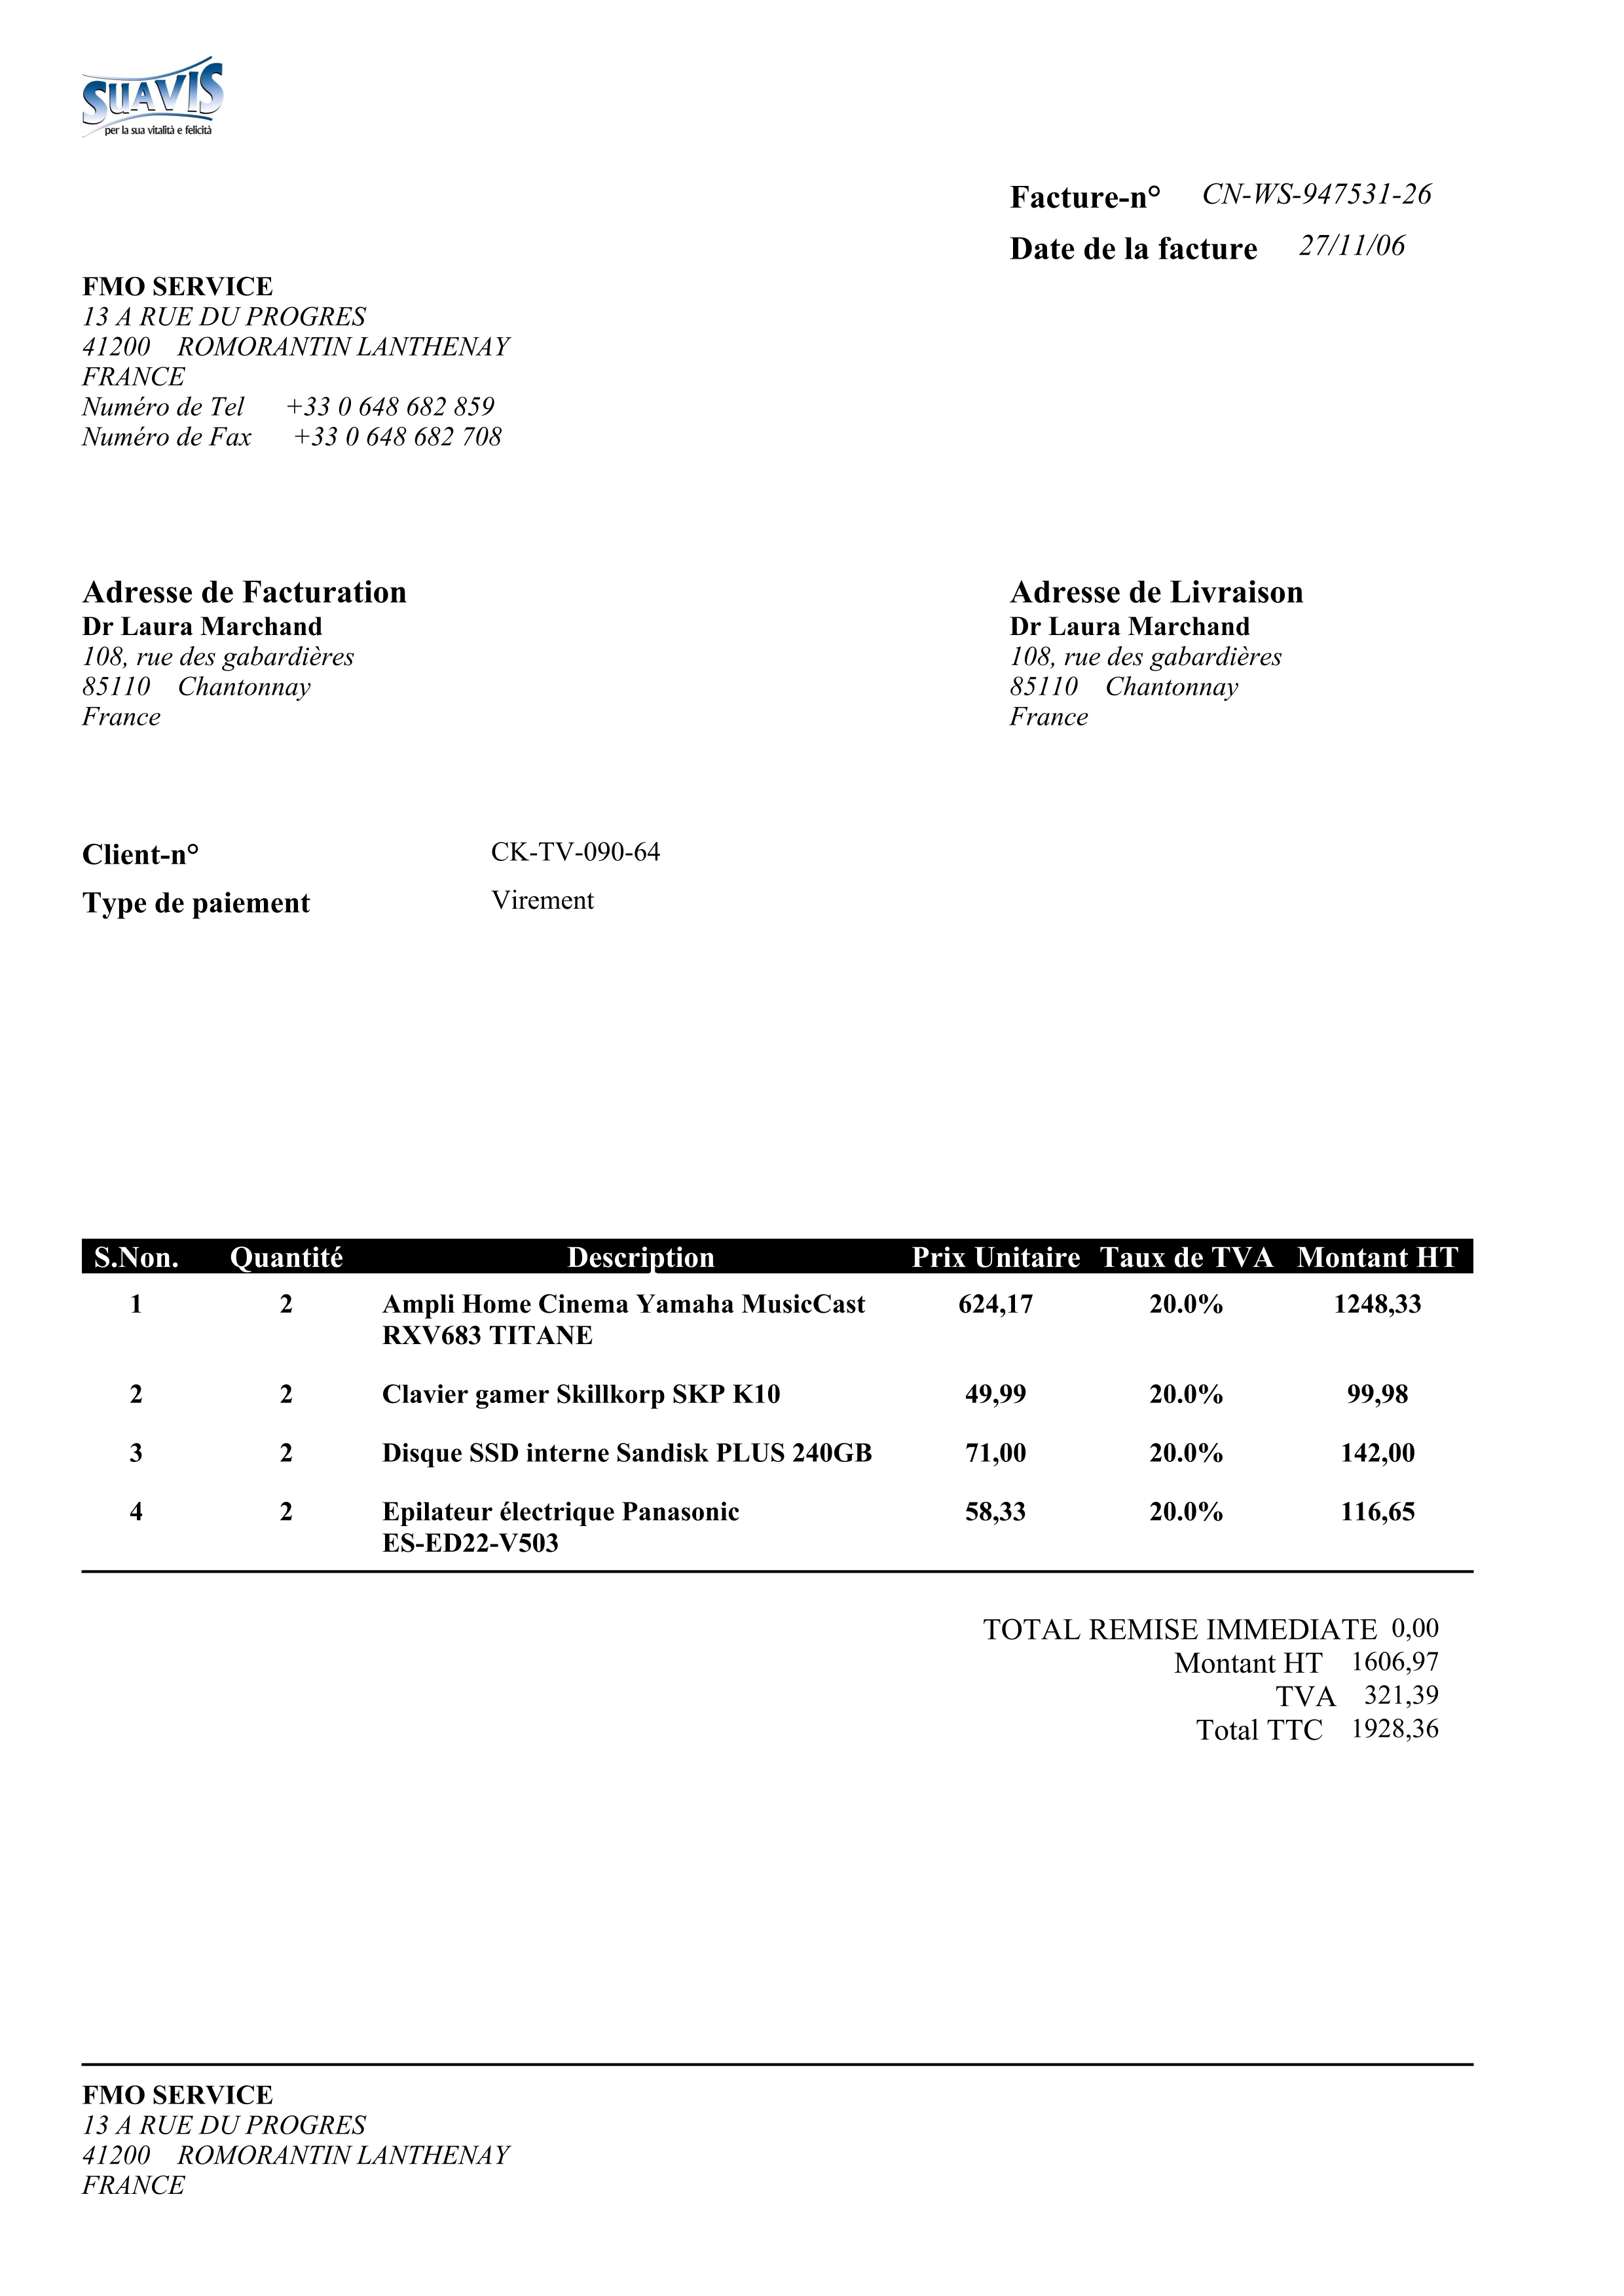 SUAVIS
per la sua vitalità e felicità
Facture-n° CN-WS-947531-26
Date de la facture 27/11/06
FMO SERVICE
13 A RUE DU PROGRES
41200 ROMORANTIN LANTHENAY
FRANCE
Numéro de Tel +33 0 648 682 859
Numéro de Fax +33 0 648 682 708
Adresse de Facturation
Dr Laura Marchand
108, rue des gabardières
85110 Chantonnay
France
Adresse de Livraison
Dr Laura Marchand
108, rue des gabardières
85110 Chantonnay
France
Client-n° CK-TV-090-64
Type de paiement Virement
S.Non. Quantité Description Prix Unitaire Taux de TVA Montant HT
1 2 Ampli Home Cinema Yamaha MusicCast 624,17 20.0% 1248,33
RXV683 TITANE
2 2 Clavier gamer Skillkorp SKP K10 49,99 20.0% 99,98
3 2 Disque SSD interne Sandisk PLUS 240GB 71,00 20.0% 142,00
4 2 Epilateur électrique Panasonic 58,33 20.0% 116,65
ES-ED22-V503
TOTAL REMISE IMMEDIATE 0,00
Montant HT 1606,97
TVA 321,39
Total TTC 1928,36
FMO SERVICE
13 A RUE DU PROGRES
41200 ROMORANTIN LANTHENAY
FRANCE